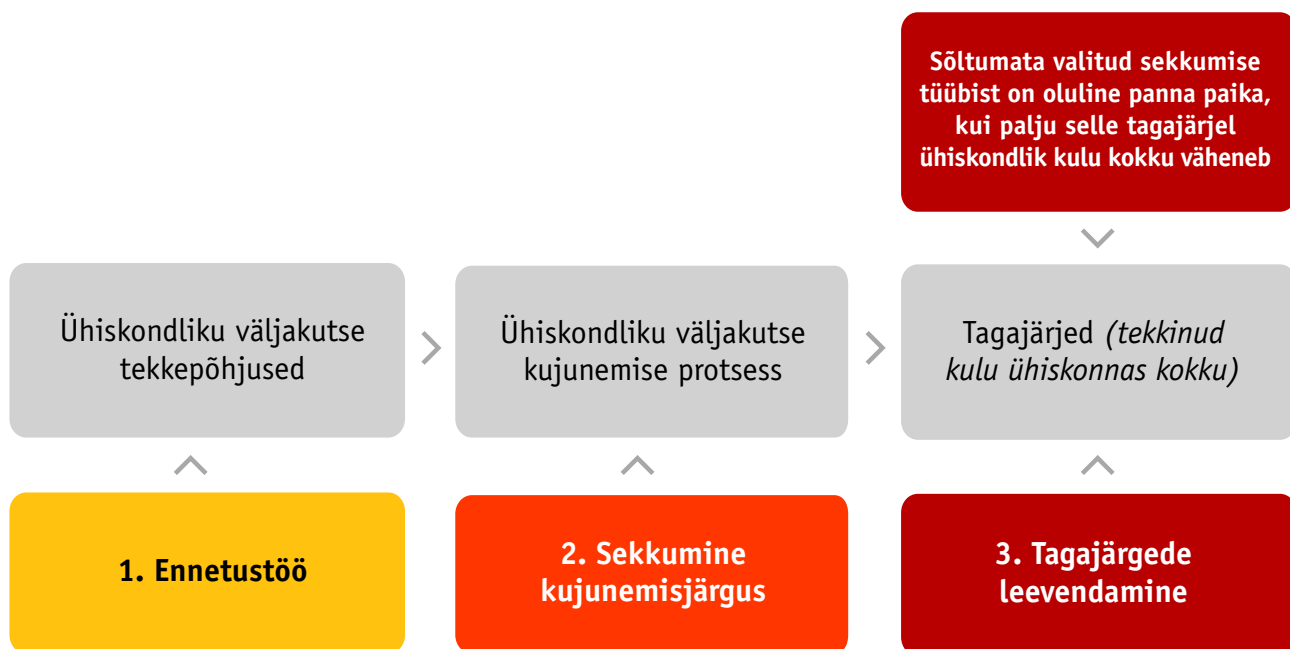 Sõltumata valitud sekkumise
tüübist on oluline panna paika,
kui palju selle tagajärjel
ühiskondlik kulu kokku väheneb
Ühiskondliku väljakutse
tekkepõhjused
Ühiskondliku väljakutse
kujunemise protsess
Tagajärjed (tekkinud
kulu ühiskonnas kokku)
1. Ennetustöö
2. Sekkumine
kujunemisjärgus
3. Tagajärgede
leevendamine